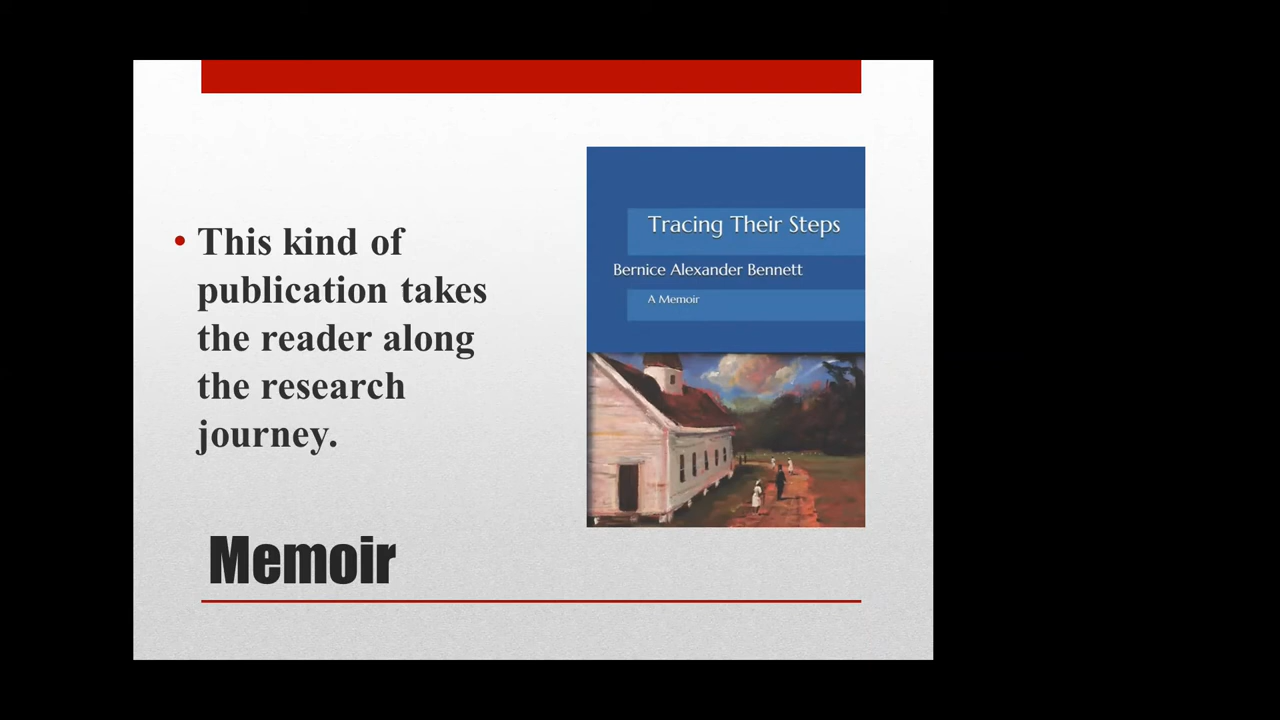 • This kind of
publication takes
the reader along
the research
journey.
Tracing Their Steps
Bernice Alexander Bennett
A Memoir
Memoir